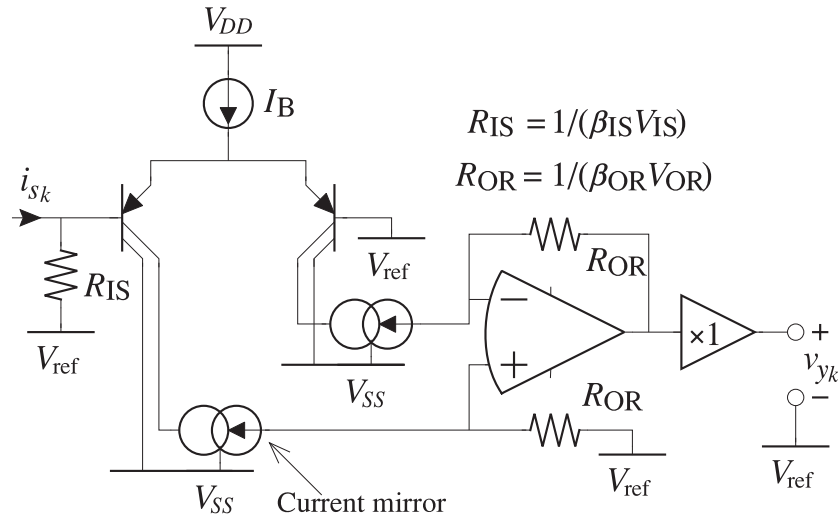 V_DD
I_B
R_IS = 1/(β_IS V_IS)
R_OR = 1/(β_OR V_OR)
i_sk
R_IS
V_ref
V_ref
R_OR
−
+
×1
+
v_yk
−
V_SS
R_OR
V_ref
V_ref
V_SS
Current mirror